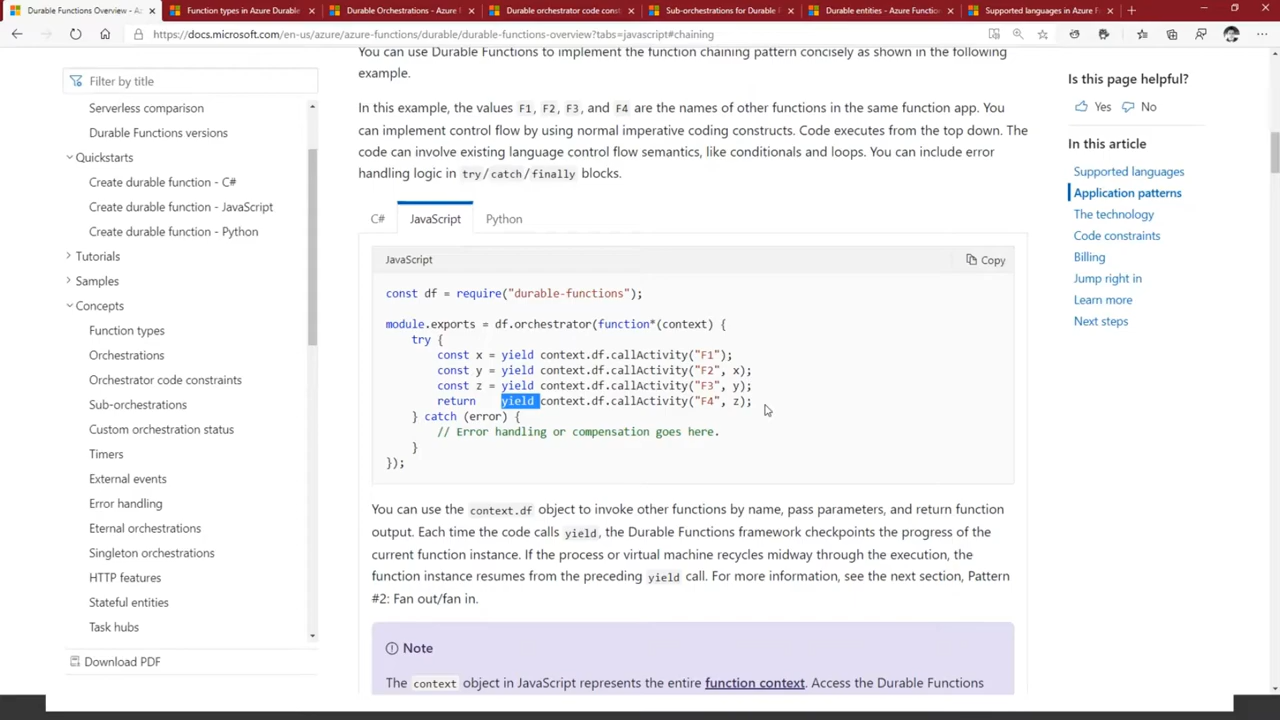 Durable Functions Overview - Azu
Function types in Azure Durable
Durable Orchestrations - Azure F
Durable orchestrator code const
Sub-orchestrations for Durable F
Durable entities - Azure Function
Supported languages in Azure F
https://docs.microsoft.com/en-us/azure/azure-functions/durable/durable-functions-overview?tabs=javascript#chaining
Filter by title
Serverless comparison
Durable Functions versions
Quickstarts
Create durable function - C#
Create durable function - JavaScript
Create durable function - Python
Tutorials
Samples
Concepts
Function types
Orchestrations
Orchestrator code constraints
Sub-orchestrations
Custom orchestration status
Timers
External events
Error handling
Eternal orchestrations
Singleton orchestrations
HTTP features
Stateful entities
Task hubs
Download PDF
You can use Durable Functions to implement the function chaining pattern concisely as shown in the following
example.
In this example, the values F1, F2, F3, and F4 are the names of other functions in the same function app. You
can implement control flow by using normal imperative coding constructs. Code executes from the top down. The
code can involve existing language control flow semantics, like conditionals and loops. You can include error
handling logic in try/catch/finally blocks.
C# JavaScript Python
JavaScript Copy
const df = require("durable-functions");
module.exports = df.orchestrator(function*(context) {
try {
const x = yield context.df.callActivity("F1");
const y = yield context.df.callActivity("F2", x);
const z = yield context.df.callActivity("F3", y);
return yield context.df.callActivity("F4", z);
} catch (error) {
// Error handling or compensation goes here.
}
});
You can use the context.df object to invoke other functions by name, pass parameters, and return function
output. Each time the code calls yield, the Durable Functions framework checkpoints the progress of the
current function instance. If the process or virtual machine recycles midway through the execution, the
function instance resumes from the preceding yield call. For more information, see the next section, Pattern
#2: Fan out/fan in.
Note
The context object in JavaScript represents the entire function context. Access the Durable Functions
Is this page helpful?
Yes No
In this article
Supported languages
Application patterns
The technology
Code constraints
Billing
Jump right in
Learn more
Next steps